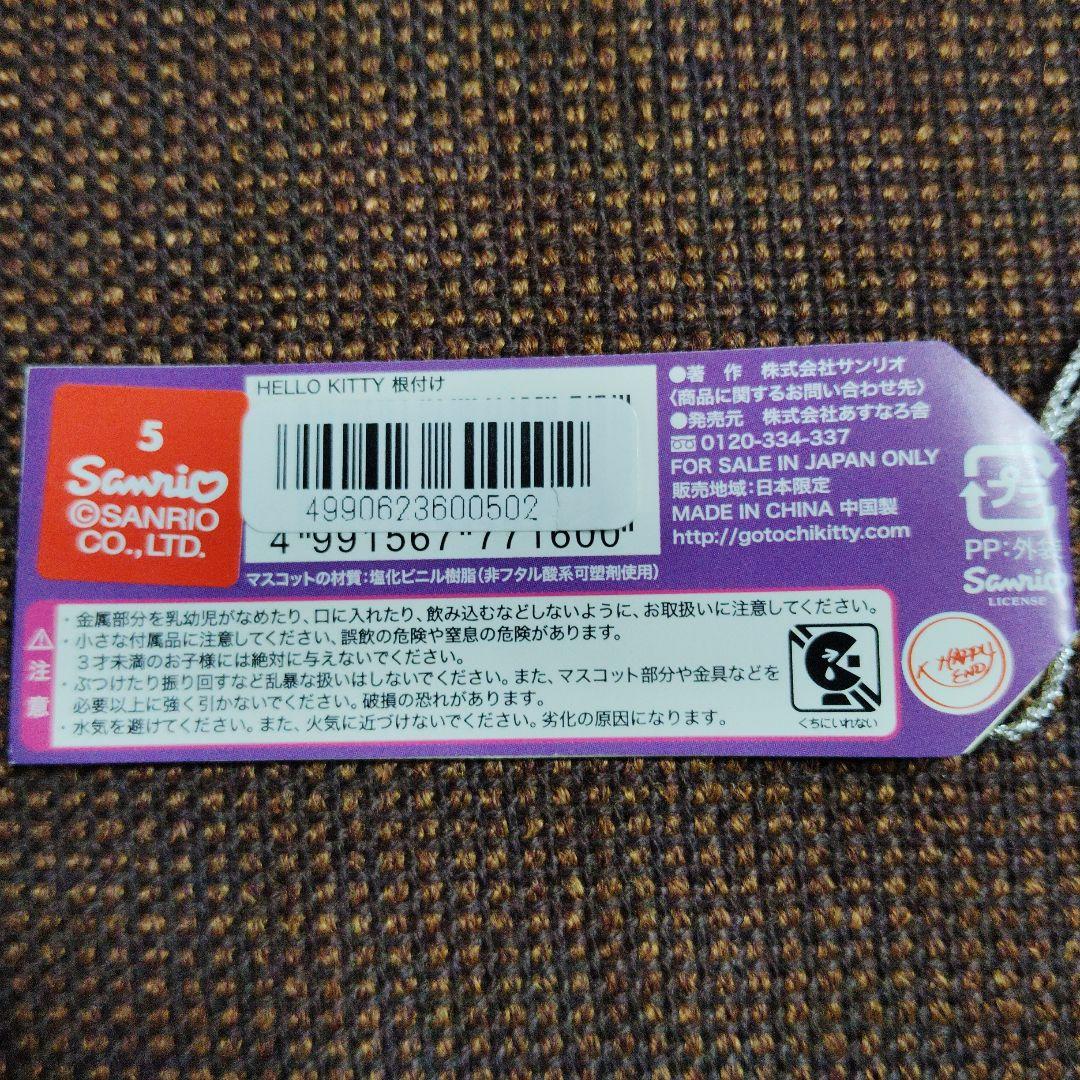 5
Sanrio
©SANRIO
CO.,LTD.
HELLO KITTY 根付け
4990623600502
4 991567 771600
マスコットの材質：塩化ビニル樹脂（非フタル酸系可塑剤使用）
●著　作　株式会社サンリオ
〈商品に関するお問い合わせ先〉
●発売元　株式会社あすなろ舎
0120-334-337
FOR SALE IN JAPAN ONLY
販売地域：日本限定
MADE IN CHINA 中国製
http://gotochikitty.com
プラ
PP：外袋
Sanrio
LICENSE
HAPPY
END
⚠注意
・金属部分を乳幼児がなめたり、口に入れたり、飲み込むなどしないように、お取扱いに注意してください。
・小さな付属品に注意してください、誤飲の危険や窒息の危険があります。
３才未満のお子様には絶対に与えないでください。
・ぶつけたり振り回すなど乱暴な扱いはしないでください。また、マスコット部分や金具などを
必要以上に強く引かないでください。破損の恐れがあります。
・水気を避けてください。また、火気に近づけないでください。劣化の原因になります。
くちにいれない